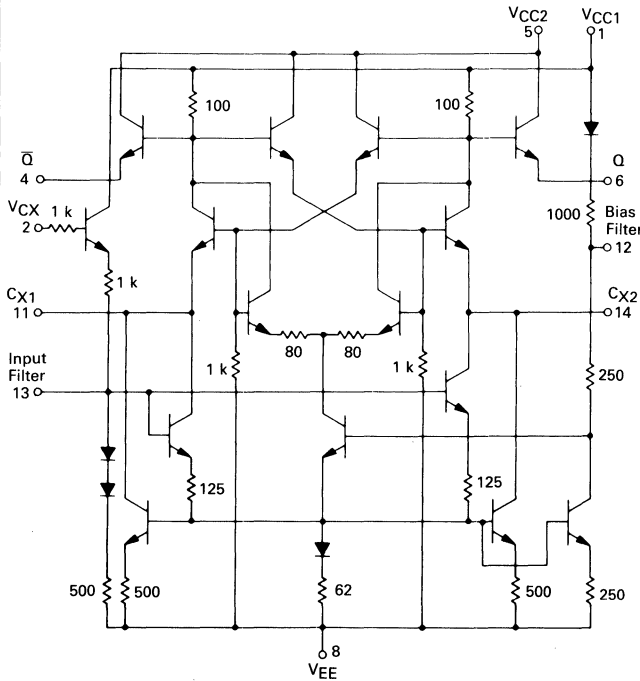 VCC2
5
VCC1
1
100
100
Q̅
4
Q
6
VCX
2
1 k
1000
Bias
Filter
12
1 k
CX1
11
CX2
14
80
80
1 k
1 k
250
Input
Filter
13
125
125
500
500
62
500
250
8
VEE